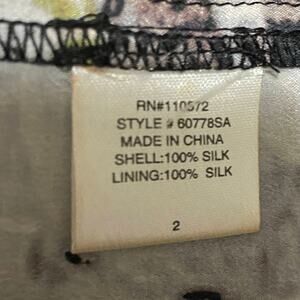 RN#110572
STYLE # 60778SA
MADE IN CHINA
SHELL:100% SILK
LINING:100% SILK
2